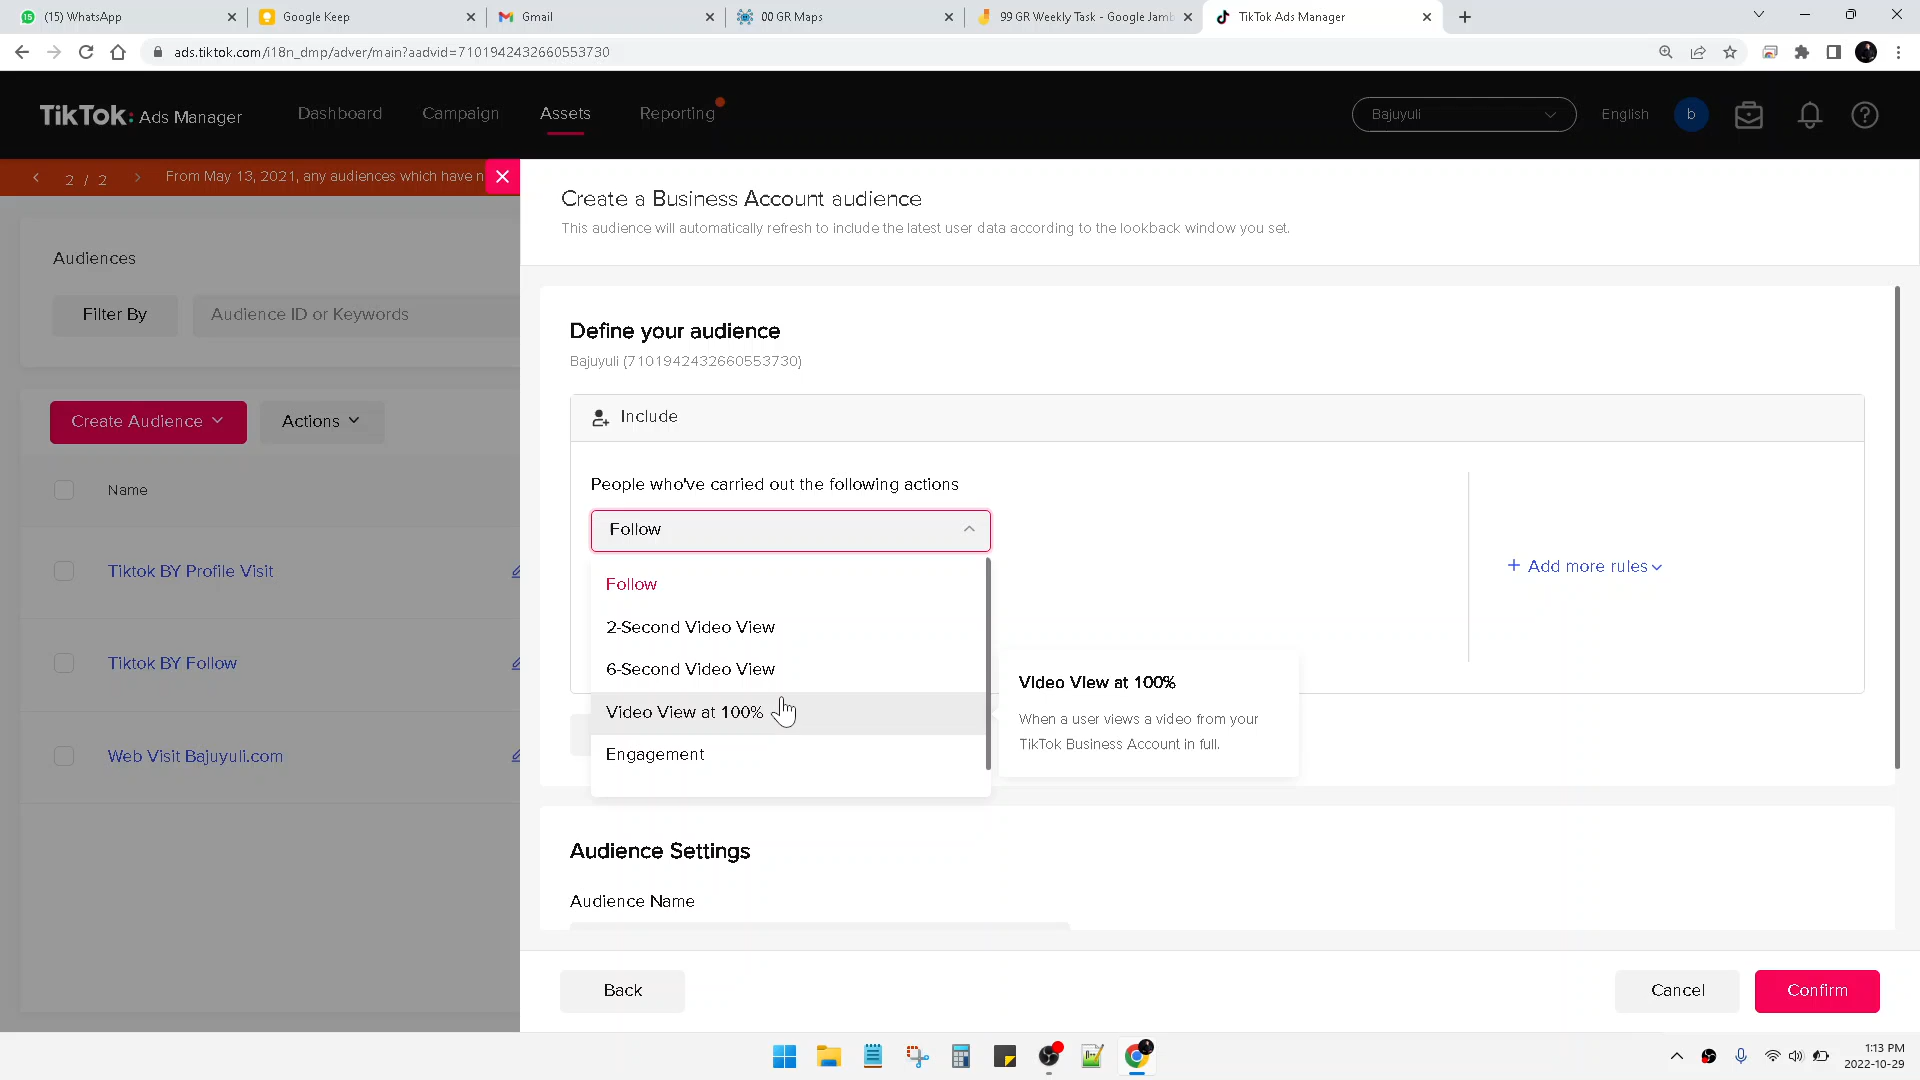 (15) WhatsApp
Google Keep
Gmail
00 GR Maps
99 GR Weekly Task - Google Jamb
TikTok Ads Manager
ads.tiktok.com/i18n_dmp/adver/main?aadvid=7101942432660553730
TikTok: Ads Manager
Dashboard
Campaign
Assets
Reporting
Bajuyuli
English
b
2 / 2
From May 13, 2021, any audiences which have n
Create a Business Account audience
This audience will automatically refresh to include the latest user data according to the lookback window you set.
Audiences
Filter By
Audience ID or Keywords
Create Audience
Actions
Name
Tiktok BY Profile Visit
Tiktok BY Follow
Web Visit Bajuyuli.com
Define your audience
Bajuyuli (7101942432660553730)
Include
People who've carried out the following actions
Follow
Follow
2-Second Video View
6-Second Video View
Video View at 100%
Engagement
+ Add more rules
Video View at 100%
When a user views a video from your
TikTok Business Account in full.
Audience Settings
Audience Name
Back
Cancel
Confirm
1:13 PM
2022-10-29